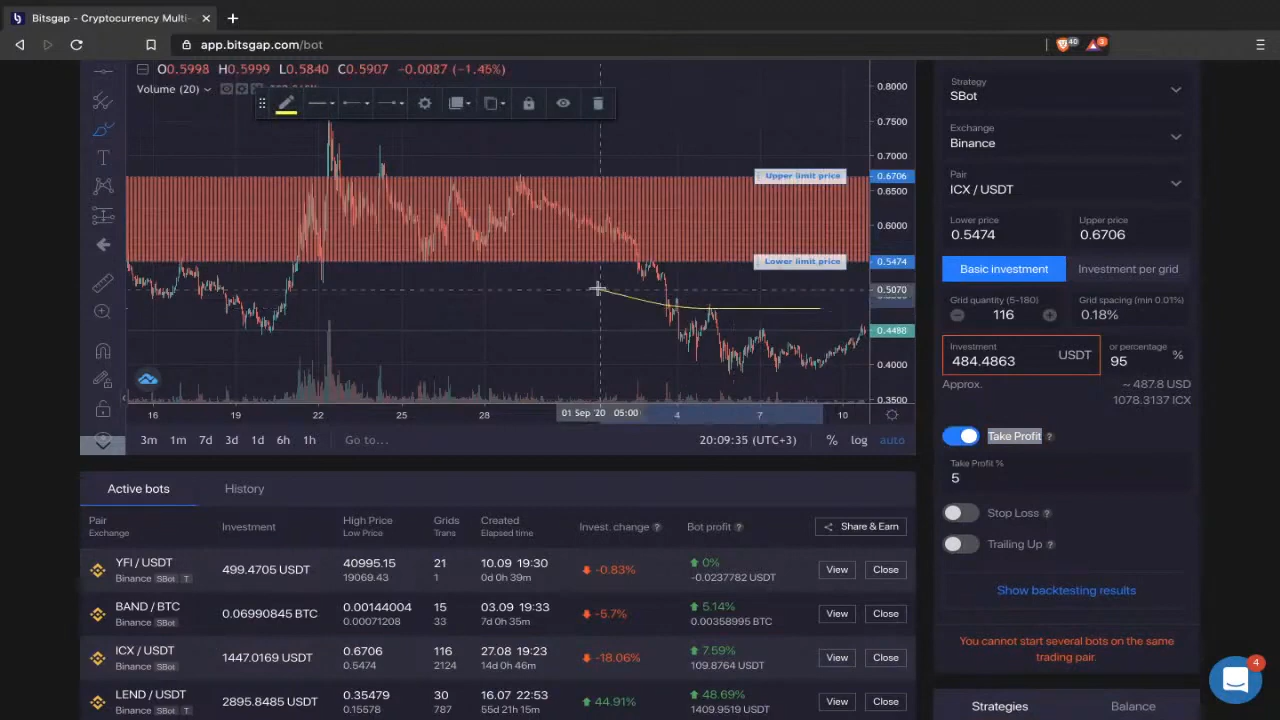 Bitsgap - Cryptocurrency Multi-
app.bitsgap.com/bot
40
3
O0.5998 H0.5999 L0.5840 C0.5907 -0.0087 (-1.45%)
Volume (20)
0.8000
0.7500
0.7000
0.6706
0.6500
0.6000
0.5474
0.5070
0.4498
0.4000
0.3500
Upper limit price
Lower limit price
16 19 22 25 28 01 Sep '20 05:00 4 7 10
3m 1m 7d 3d 1d 6h 1h Go to... 20:09:35 (UTC+3) % log auto
Strategy
SBot
Exchange
Binance
Pair
ICX / USDT
Lower price Upper price
0.5474 0.6706
Basic investment Investment per grid
Grid quantity (5-180) Grid spacing (min 0.01%)
116 0.18%
Investment or percentage
484.4863 USDT 95 %
Approx. ~ 487.8 USD
1078.3137 ICX
Take Profit ?
Take Profit %
5
Stop Loss ?
Trailing Up ?
Show backtesting results
You cannot start several bots on the same
trading pair.
Strategies Balance
4
Active bots History
Pair Investment High Price Grids Created Invest. change ? Bot profit ? Share & Earn
Exchange Low Price Trans Elapsed time
YFI / USDT 499.4705 USDT 40995.15 21 10.09 19:30 -0.83% 0% View Close
Binance SBot T 19069.43 1 0d 0h 39m -0.0237782 USDT
BAND / BTC 0.06990845 BTC 0.00144004 15 03.09 19:33 -5.7% 5.14% View Close
Binance SBot 0.00071208 33 7d 0h 35m 0.00358995 BTC
ICX / USDT 1447.0169 USDT 0.6706 116 27.08 19:23 -18.06% 7.59% View Close
Binance SBot 0.5474 2124 14d 0h 46m 109.8764 USDT
LEND / USDT 2895.8485 USDT 0.35479 30 16.07 22:53 44.91% 48.69% View Close
Binance SBot 0.15578 787 55d 21h 15m 1409.9519 USDT